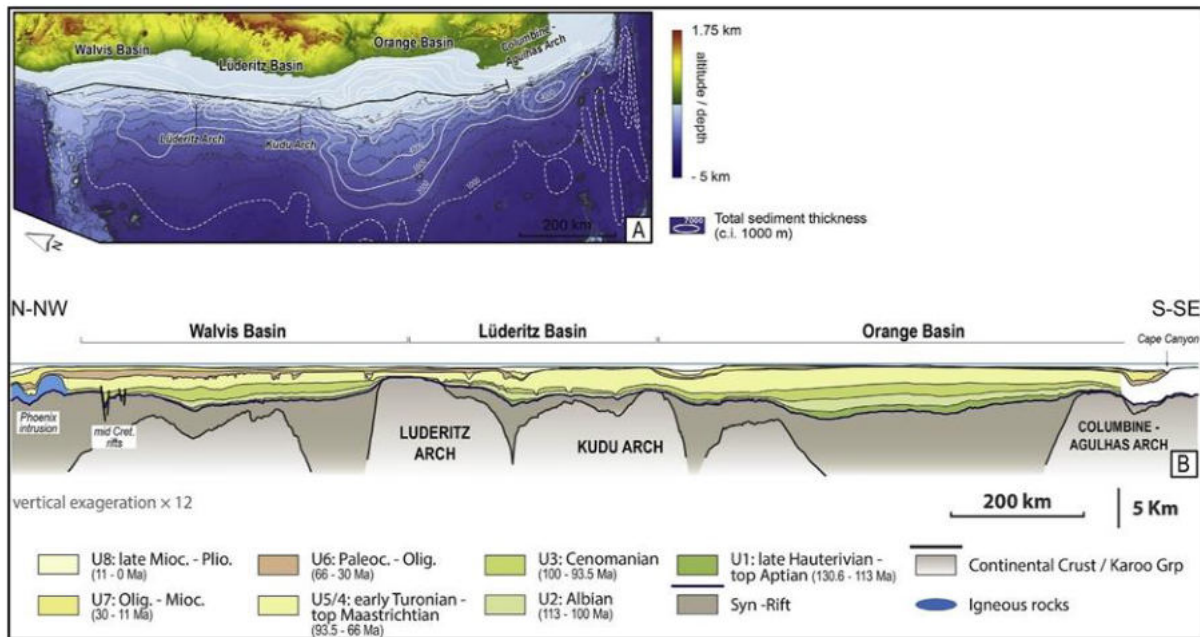 Walvis Basin
Lüderitz Basin
Orange Basin
Columbine -
Agulhas Arch
Lüderitz Arch
Kudu Arch
200 km
A
N
1.75 km
altitude / depth
- 5 km
7000
Total sediment thickness
(c.i. 1000 m)
N-NW
S-SE
Walvis Basin
Lüderitz Basin
Orange Basin
Cape Canyon
Phoenix
intrusion
mid Cret.
rifts
LUDERITZ
ARCH
KUDU ARCH
COLUMBINE -
AGULHAS ARCH
B
vertical exageration × 12
200 km
5 Km
U8: late Mioc. - Plio.
(11 - 0 Ma)
U7: Olig. - Mioc.
(30 - 11 Ma)
U6: Paleoc. - Olig.
(66 - 30 Ma)
U5/4: early Turonian -
top Maastrichtian
(93.5 - 66 Ma)
U3: Cenomanian
(100 - 93.5 Ma)
U2: Albian
(113 - 100 Ma)
U1: late Hauterivian -
top Aptian (130.6 - 113 Ma)
Syn -Rift
Continental Crust / Karoo Grp
Igneous rocks